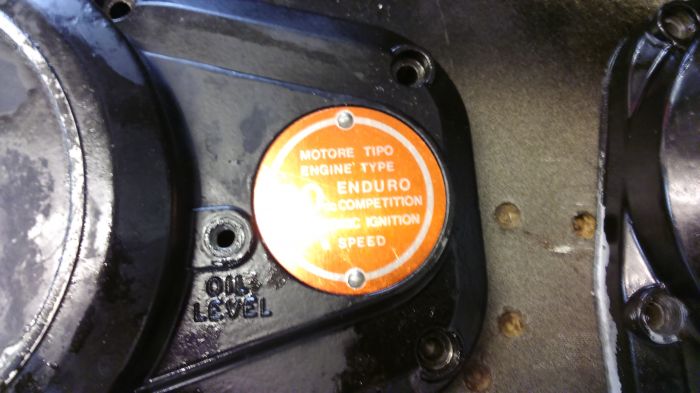 MOTORE TIPO
ENGINE TYPE
ENDURO
COMPETITION
IGNITION
SPEED
OIL
LEVEL